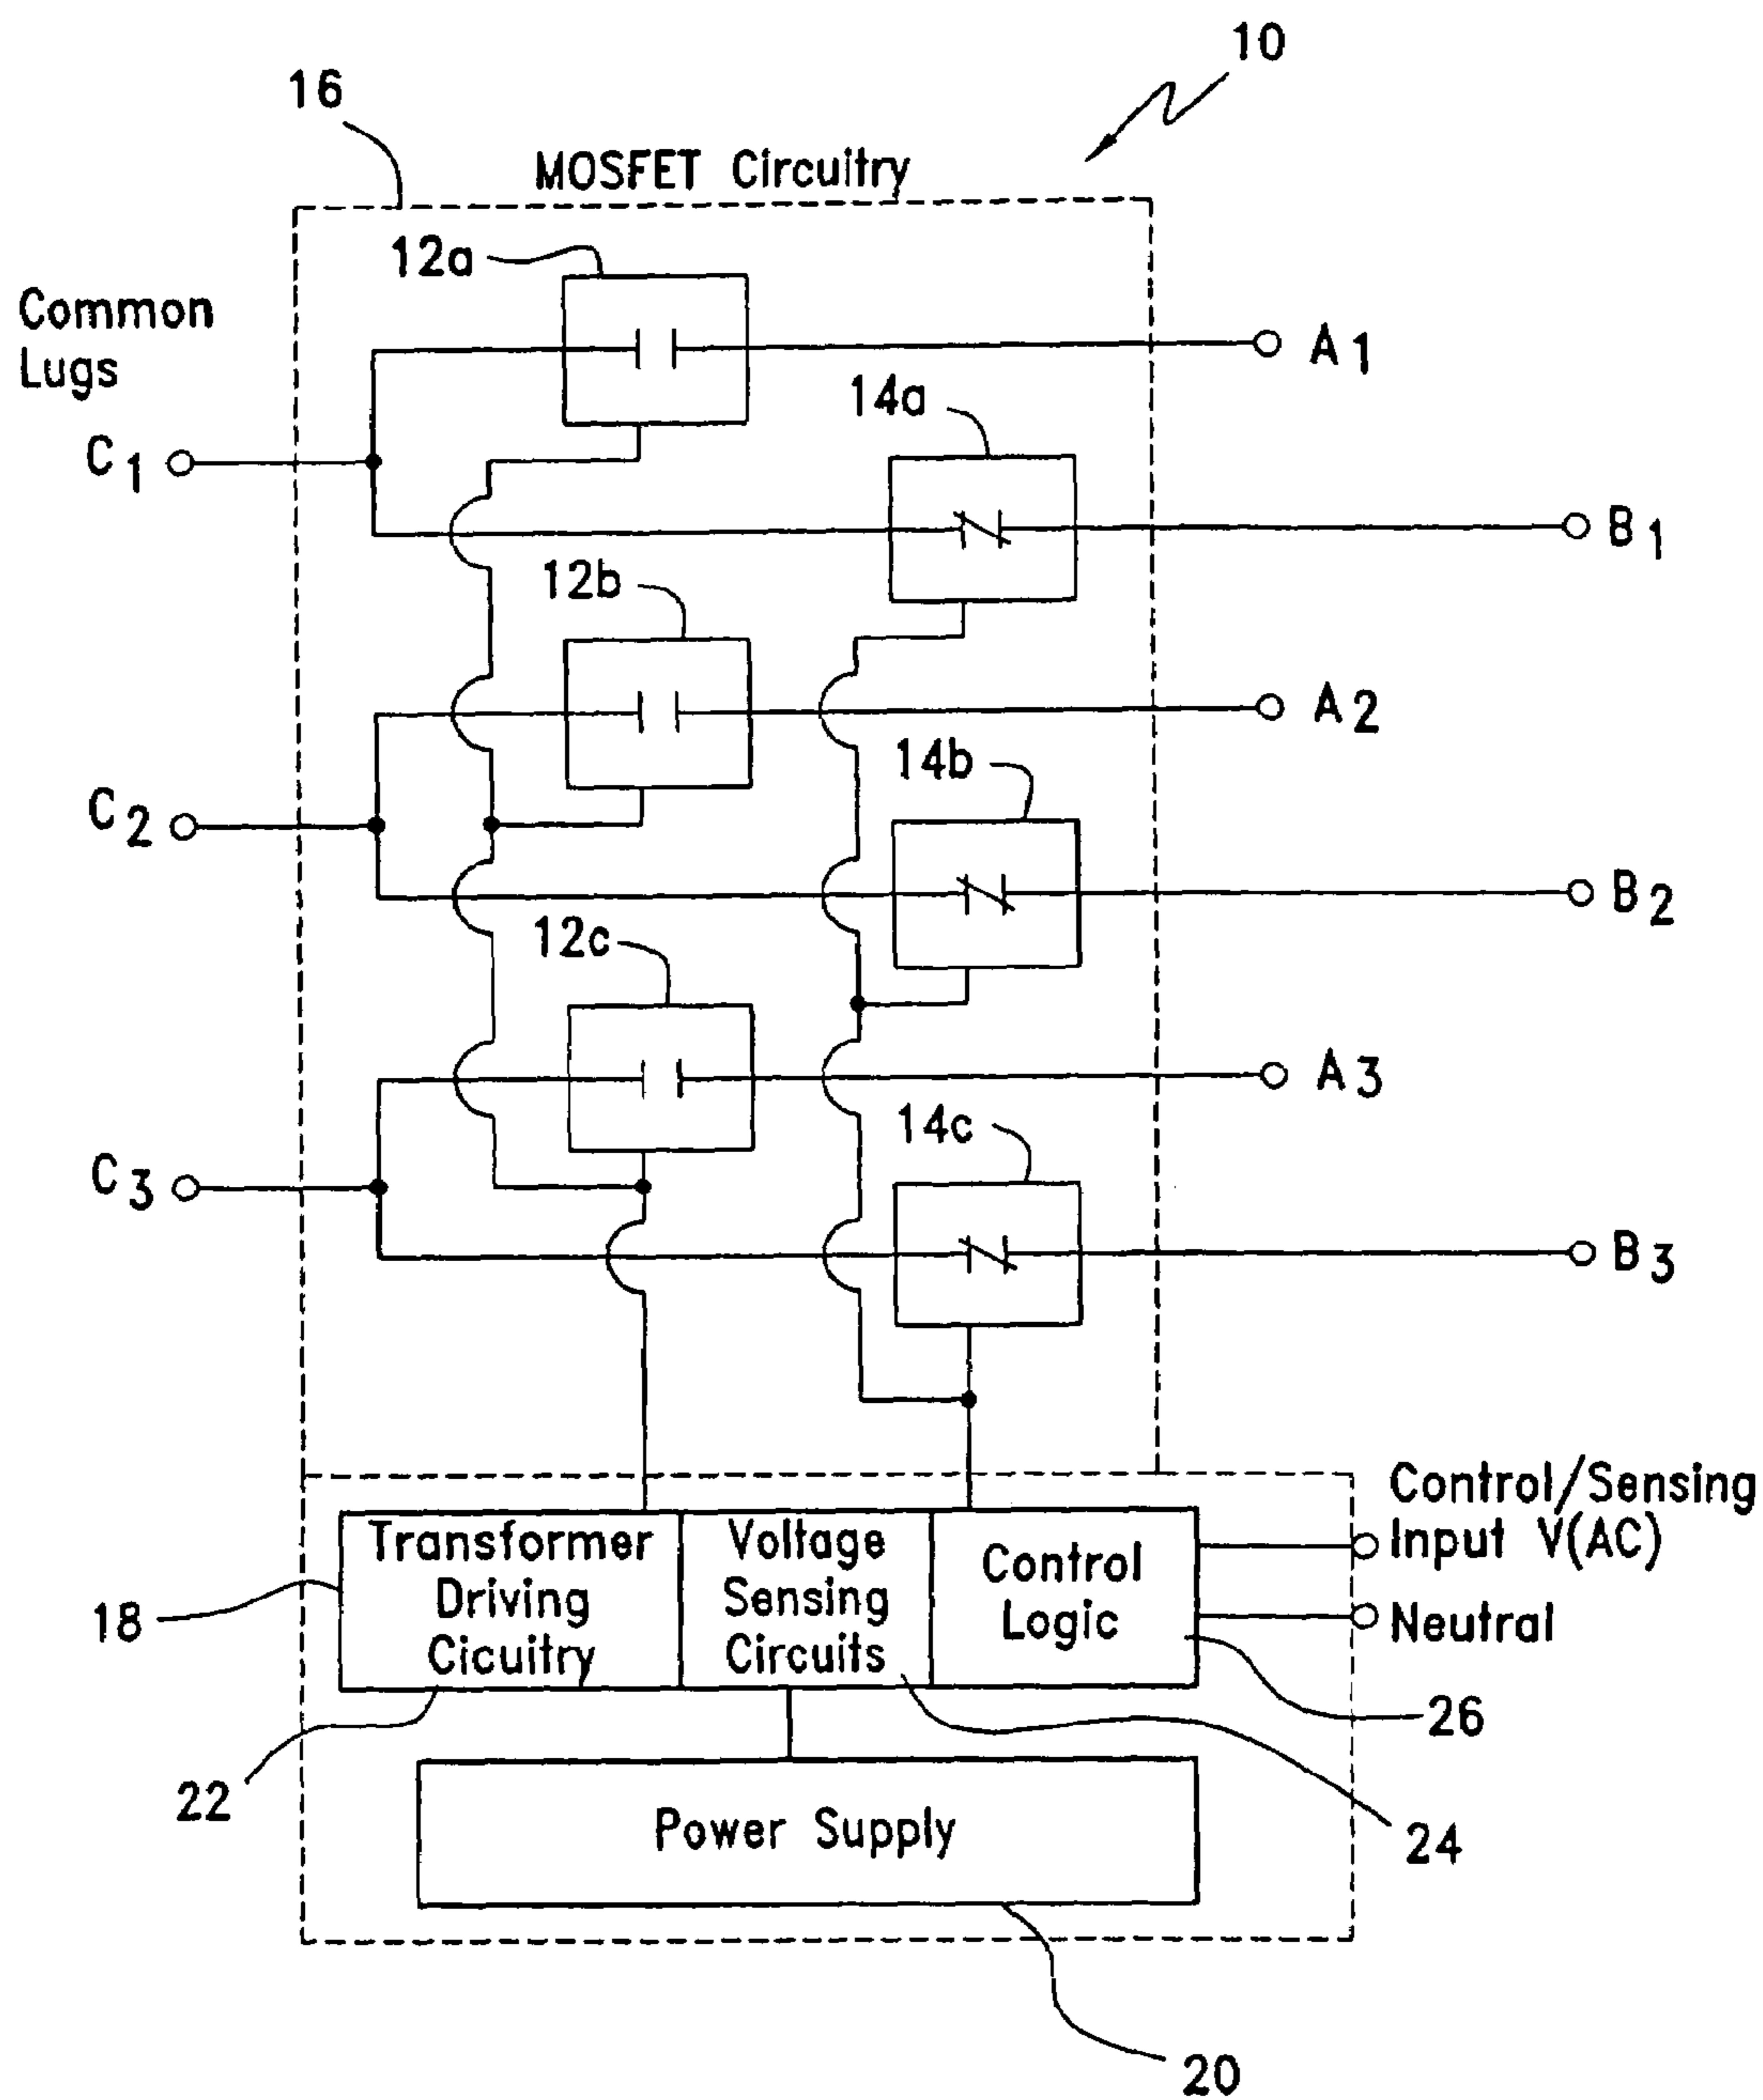 10
16
MOSFET Circuitry
12a
Common
Lugs
A1
14a
C1
B1
12b
A2
14b
C2
B2
12c
A3
14c
C3
B3
Control/Sensing
Input V(AC)
Neutral
Transformer
Driving
Cicuitry
Voltage
Sensing
Circuits
Control
Logic
18
26
22
24
Power Supply
20